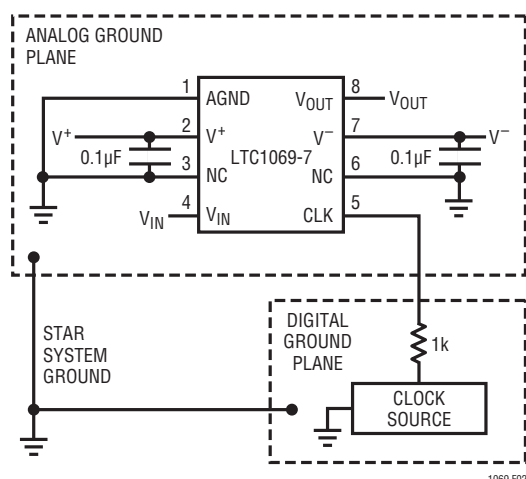 ANALOG GROUND
PLANE
1
AGND
VOUT
8
VOUT
V+
2
V+
V−
7
V−
0.1µF
LTC1069-7
0.1µF
3
NC
NC
6
VIN
4
VIN
CLK
5
STAR
SYSTEM
GROUND
DIGITAL
GROUND
PLANE
1k
CLOCK
SOURCE